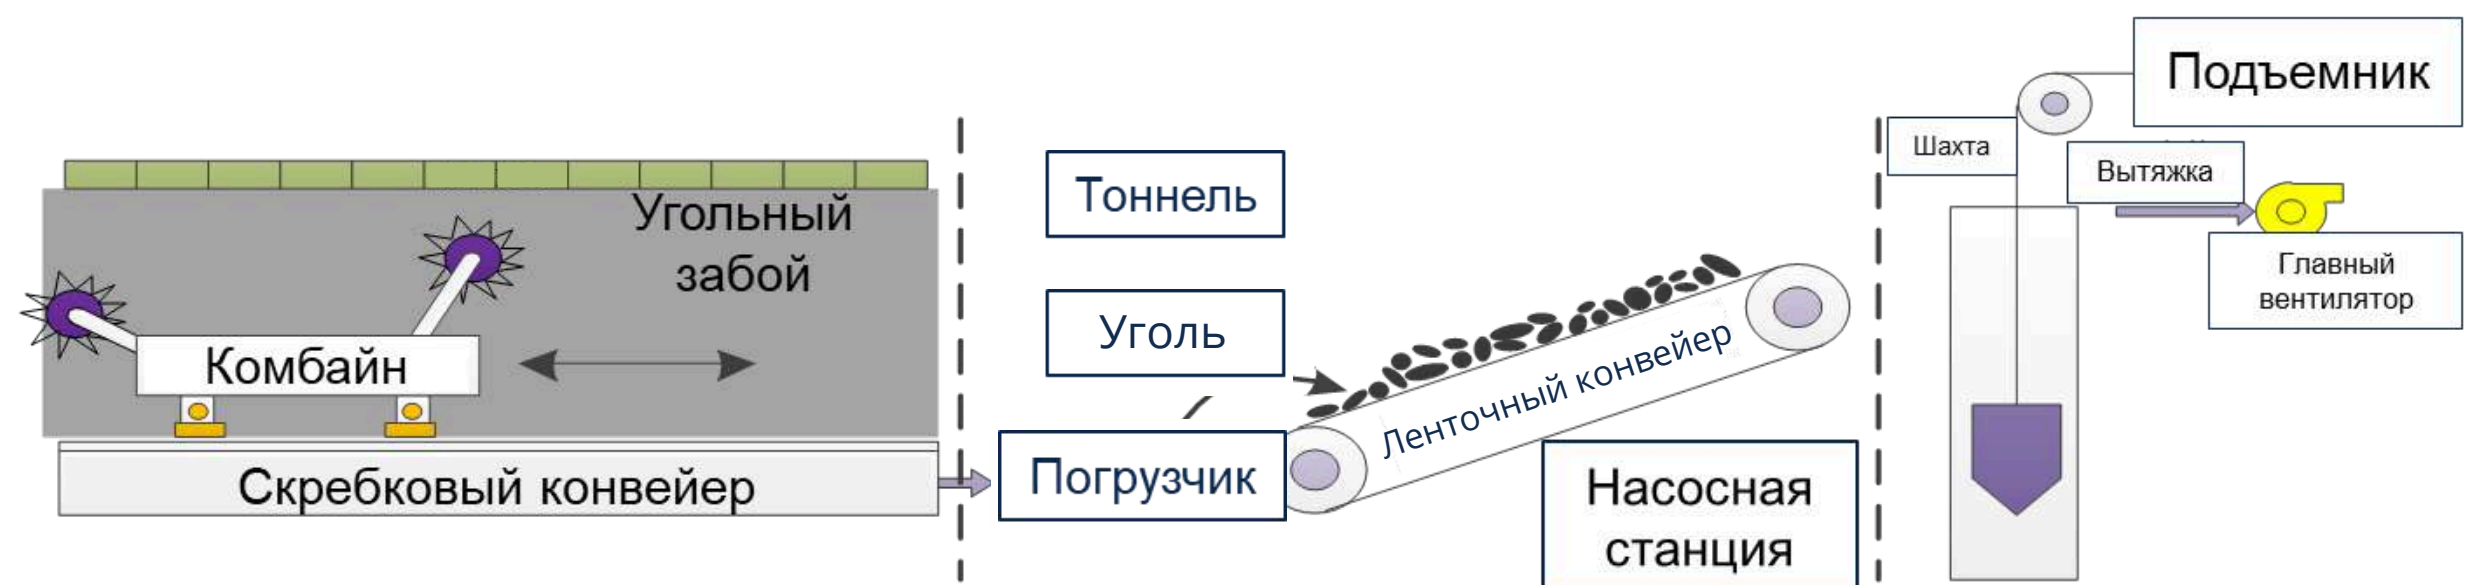 Угольный
забой
Комбайн
Скребковый конвейер
Тоннель
Уголь
Погрузчик
Ленточный конвейер
Насосная
станция
Подъемник
Шахта
Вытяжка
Главный
вентилятор